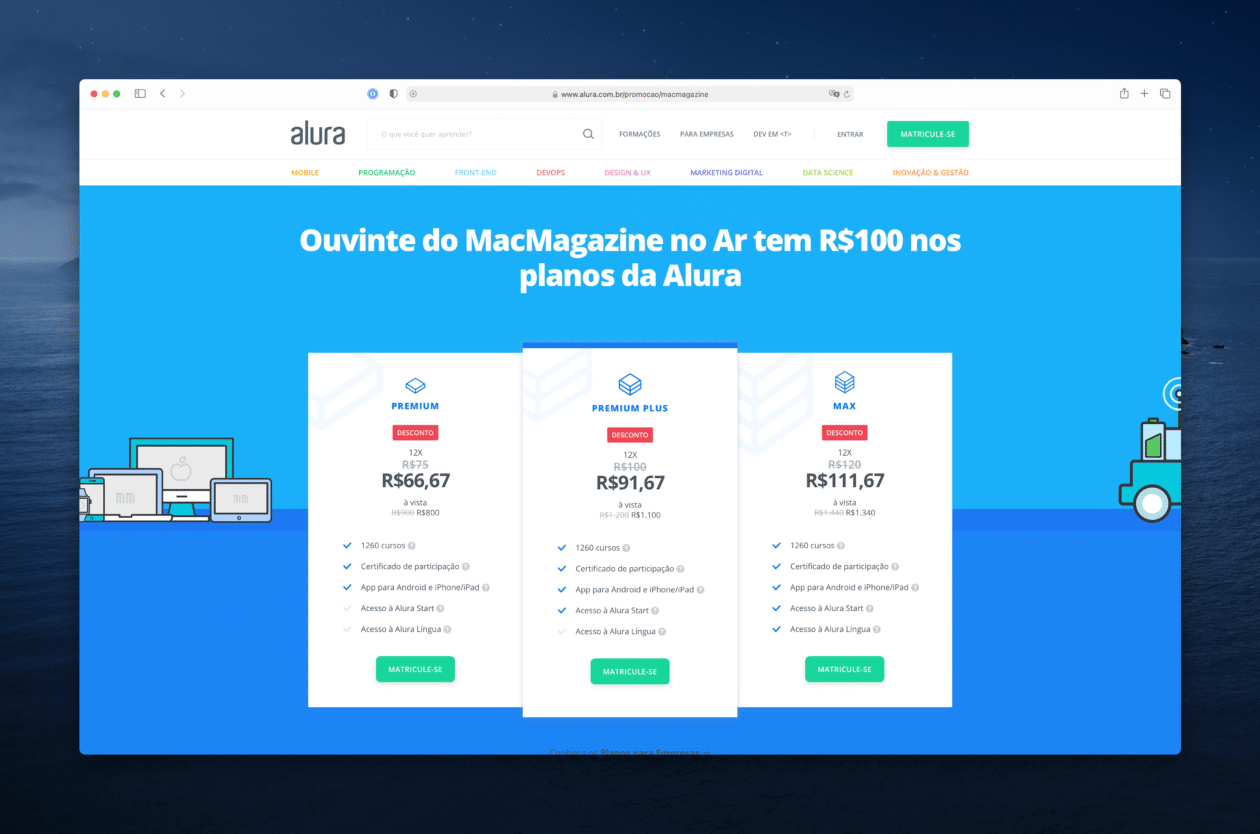 www.alura.com.br/promocao/macmagazine
alura
O que você quer aprender?
FORMAÇÕES
PARA EMPRESAS
DEV EM <T>
ENTRAR
MATRICULE-SE
MOBILE
PROGRAMAÇÃO
FRONT-END
DEVOPS
DESIGN & UX
MARKETING DIGITAL
DATA SCIENCE
INOVAÇÃO & GESTÃO
Ouvinte do MacMagazine no Ar tem R$100 nos
planos da Alura
PREMIUM
DESCONTO
12X
R$75
R$66,67
à vista
R$900 R$800
1260 cursos
Certificado de participação
App para Android e iPhone/iPad
Acesso à Alura Start
Acesso à Alura Língua
MATRICULE-SE
PREMIUM PLUS
DESCONTO
12X
R$100
R$91,67
à vista
R$1.200 R$1.100
1260 cursos
Certificado de participação
App para Android e iPhone/iPad
Acesso à Alura Start
Acesso à Alura Língua
MATRICULE-SE
MAX
DESCONTO
12X
R$120
R$111,67
à vista
R$1.440 R$1.340
1260 cursos
Certificado de participação
App para Android e iPhone/iPad
Acesso à Alura Start
Acesso à Alura Língua
MATRICULE-SE
mm
mm
Conheça os Planos para Empresas →